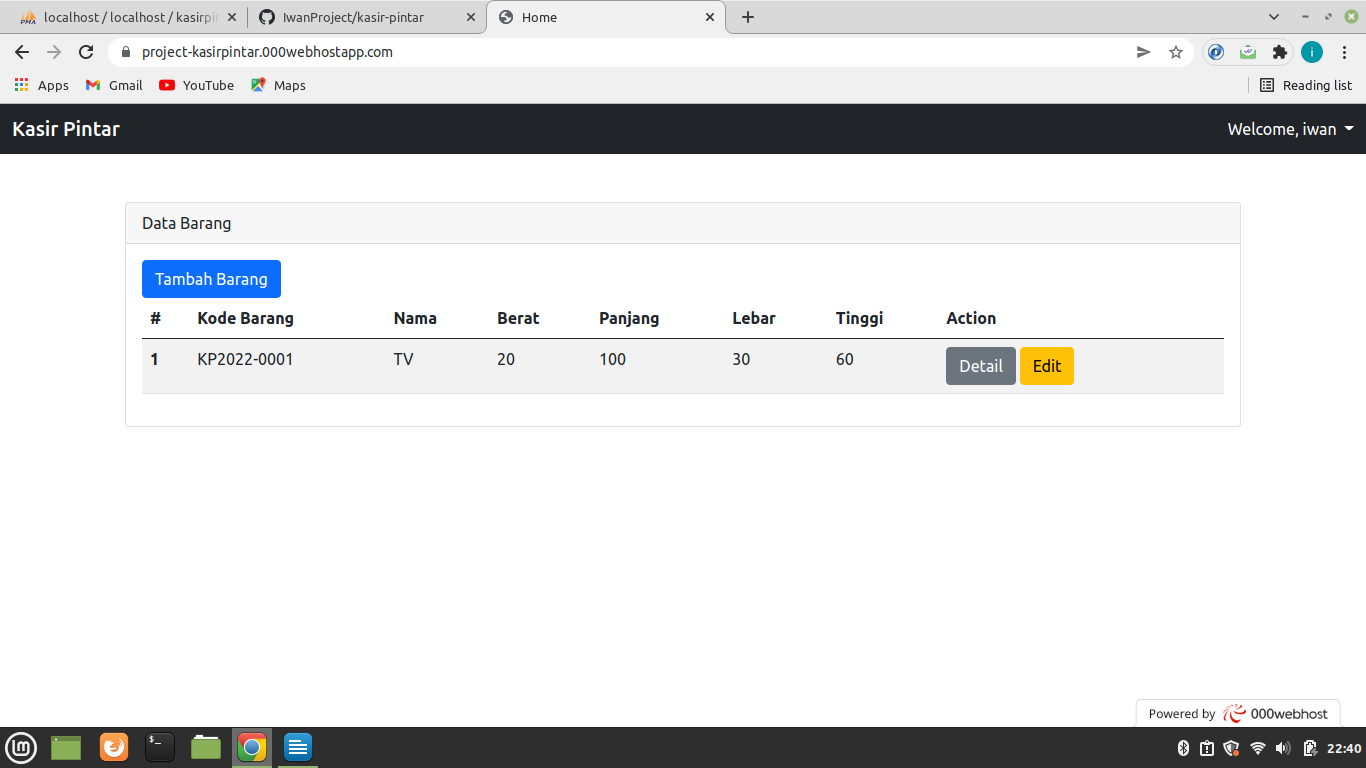 PMA localhost / localhost / kasirpin
IwanProject/kasir-pintar
Home
project-kasirpintar.000webhostapp.com
i
Apps Gmail YouTube Maps Reading list
Kasir Pintar Welcome, iwan
Data Barang
Tambah Barang
# Kode Barang Nama Berat Panjang Lebar Tinggi Action
1 KP2022-0001 TV 20 100 30 60 Detail Edit
Powered by 000webhost
22:40